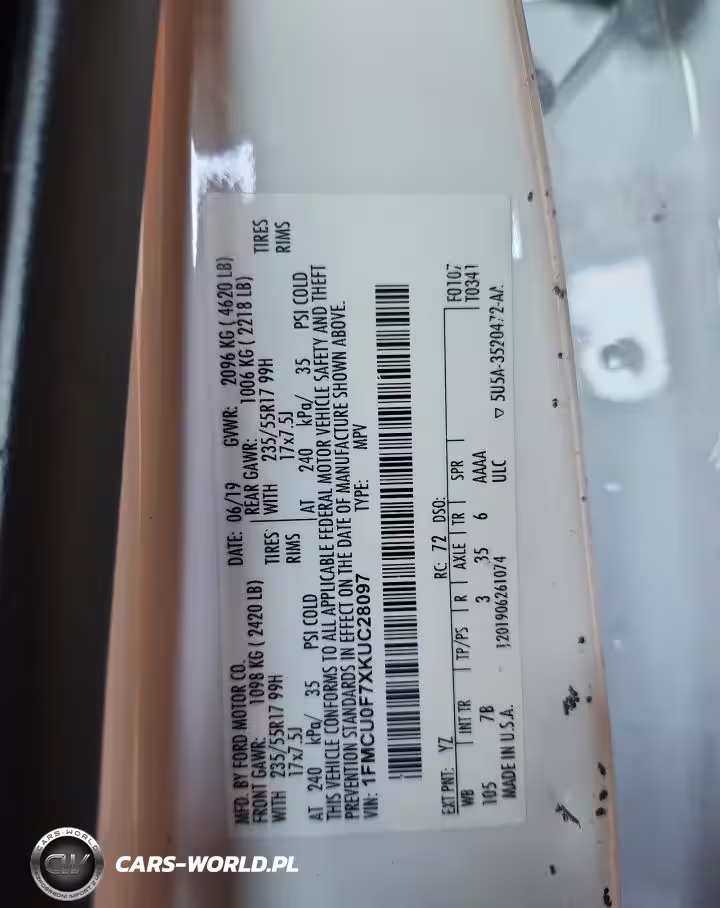 MFD. BY FORD MOTOR CO. DATE: 06/19 GVWR: 2096 KG ( 4620 LB)
FRONT GAWR: 1098 KG ( 2420 LB) REAR GAWR: 1006 KG ( 2218 LB)
WITH 235/55R17 99H TIRES WITH 235/55R17 99H TIRES
17x7.5J RIMS 17x7.5J RIMS
AT 240 kPa/ 35 PSI COLD AT 240 kPa/ 35 PSI COLD
THIS VEHICLE CONFORMS TO ALL APPLICABLE FEDERAL MOTOR VEHICLE SAFETY AND THEFT
PREVENTION STANDARDS IN EFFECT ON THE DATE OF MANUFACTURE SHOWN ABOVE.
VIN: 1FMCU0F7XKUC28097 TYPE: MPV
EXT PNT: YZ RC: 72 DSO: F0107
WB INT TR TP/PS R AXLE TR SPR T0341
105 7B 3 35 6 AAAA
MADE IN U.S.A. 1201906261074 ULC ▽ 5U5A-3520472-AA
CARS-WORLD
CW
CARS-WORLD.PL